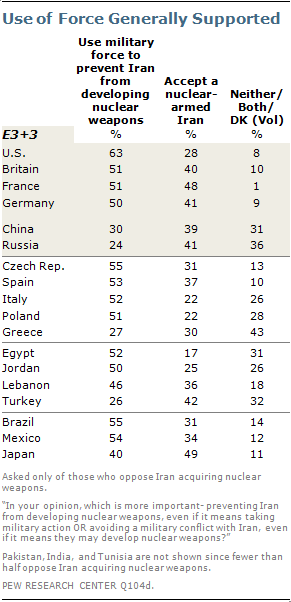 Use of Force Generally Supported
Use military force to prevent Iran from developing nuclear weapons
Accept a nuclear-armed Iran
Neither/ Both/ DK (Vol)
E3+3 % % %
U.S. 63 28 8
Britain 51 40 10
France 51 48 1
Germany 50 41 9
China 30 39 31
Russia 24 41 36
Czech Rep. 55 31 13
Spain 53 37 10
Italy 52 22 26
Poland 51 22 28
Greece 27 30 43
Egypt 52 17 31
Jordan 50 25 26
Lebanon 46 36 18
Turkey 26 42 32
Brazil 55 31 14
Mexico 54 34 12
Japan 40 49 11
Asked only of those who oppose Iran acquiring nuclear
weapons.
"In your opinion, which is more important- preventing Iran
from developing nuclear weapons, even if it means taking
military action OR avoiding a military conflict with Iran, even
if it means they may develop nuclear weapons?"
Pakistan, India, and Tunisia are not shown since fewer than
half oppose Iran acquiring nuclear weapons.
PEW RESEARCH CENTER Q104d.